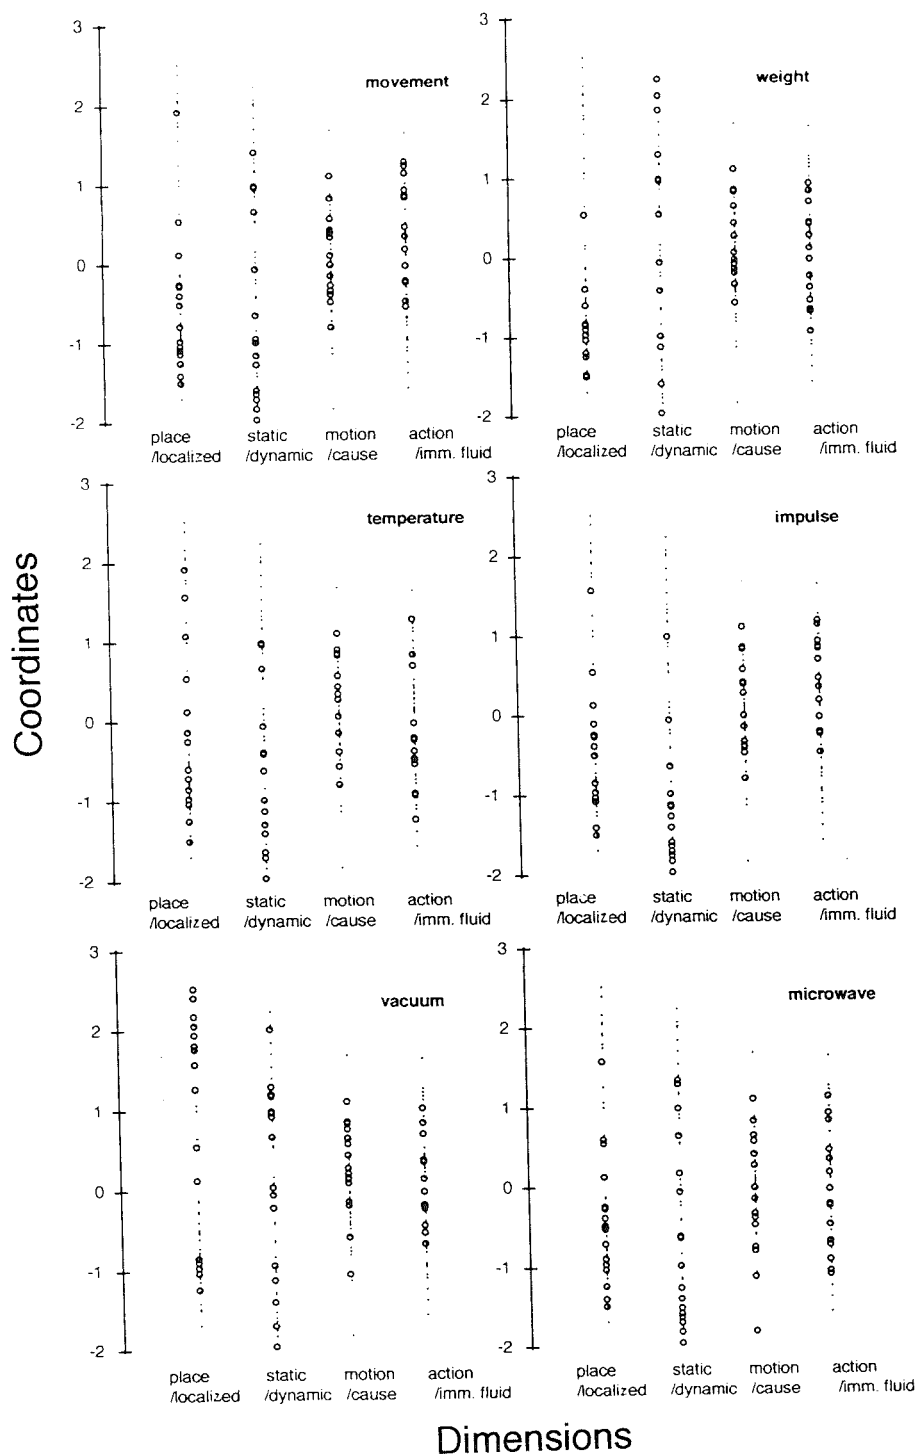 3
2
1
0
-1
-2
movement
place
/localized
static
/dynamic
motion
/cause
action
/imm. fluid
3
2
1
0
-1
-2
weight
place
/localized
static
/dynamic
motion
/cause
action
/imm. fluid
Coordinates
3
2
1
0
-1
-2
temperature
place
/localized
static
/dynamic
motion
/cause
action
/imm. fluid
3
2
1
0
-1
-2
impulse
place
/localized
static
/dynamic
motion
/cause
action
/imm. fluid
3
2
1
0
-1
-2
vacuum
place
/localized
static
/dynamic
motion
/cause
action
/imm. fluid
3
2
1
0
-1
-2
microwave
place
/localized
static
/dynamic
motion
/cause
action
/imm. fluid
Dimensions